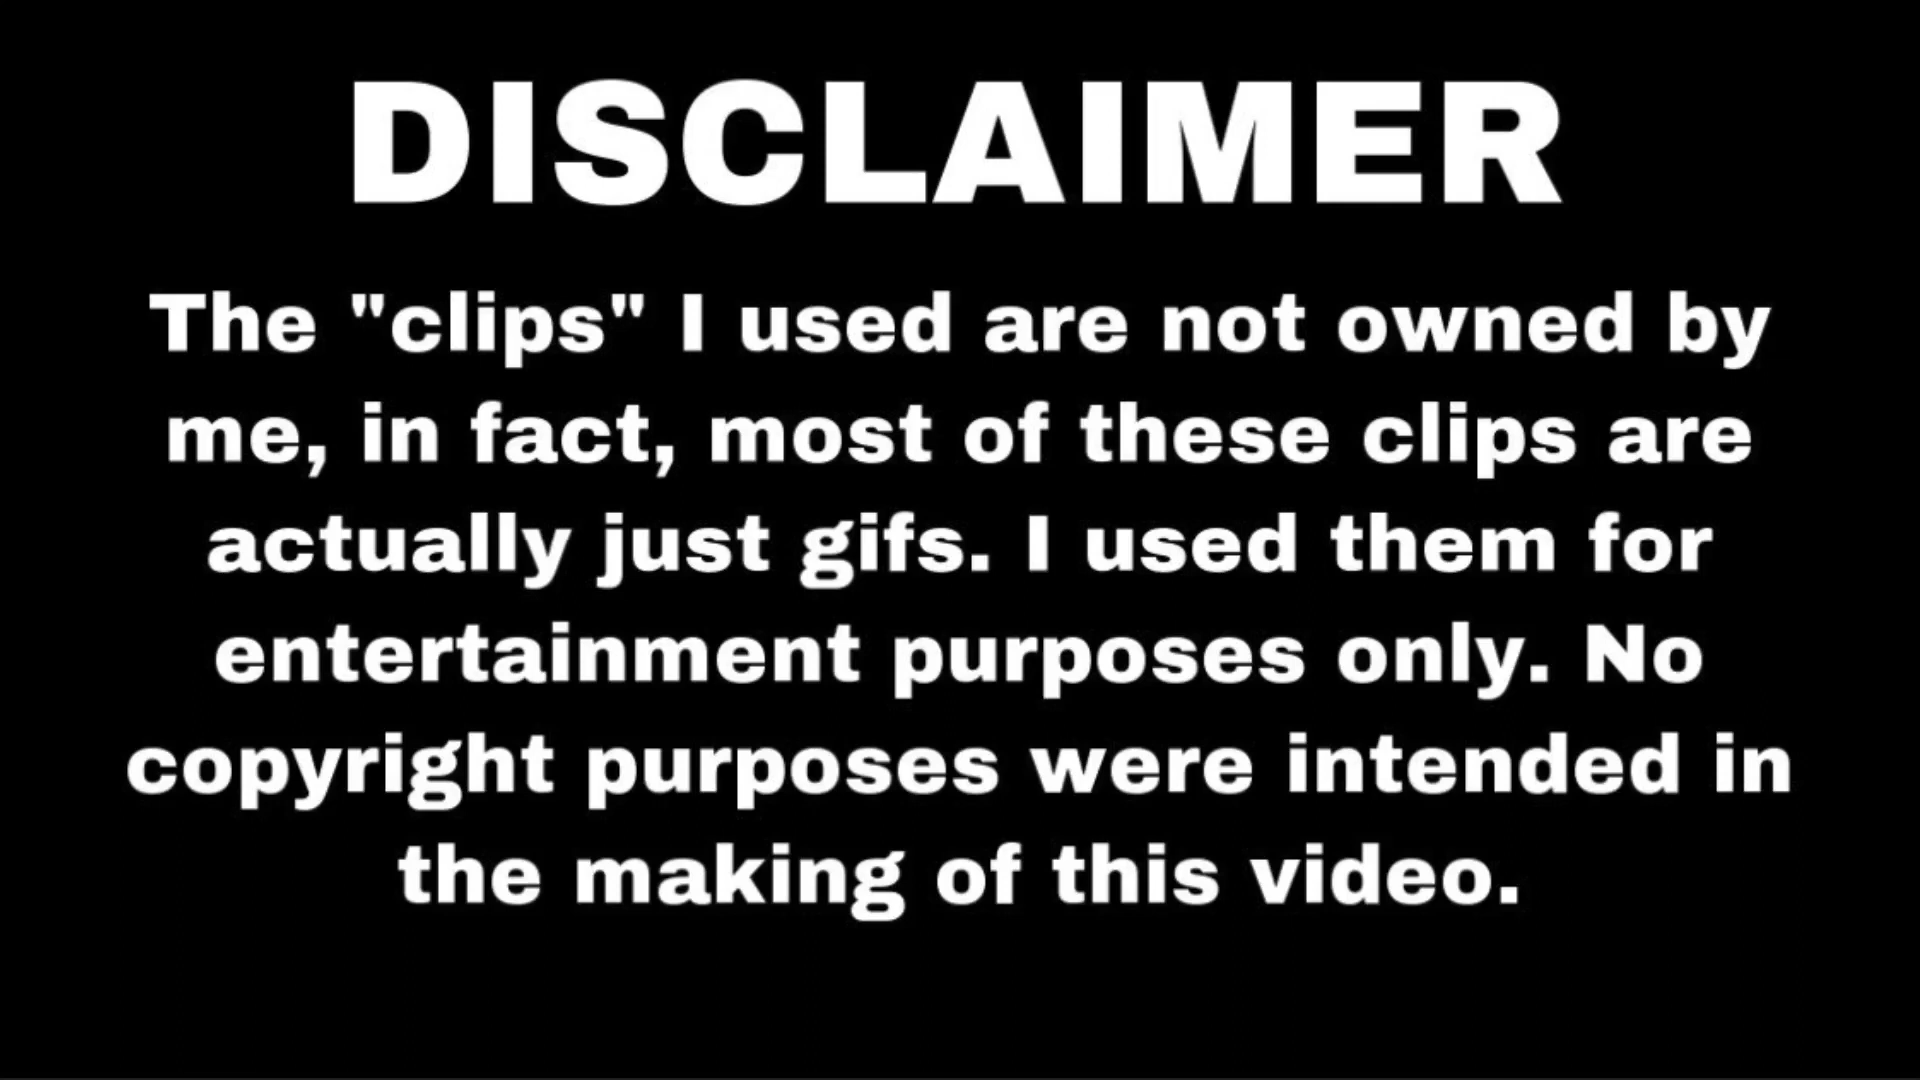 DISCLAIMER
The "clips" I used are not owned by
me, in fact, most of these clips are
actually just gifs. I used them for
entertainment purposes only. No
copyright purposes were intended in
the making of this video.